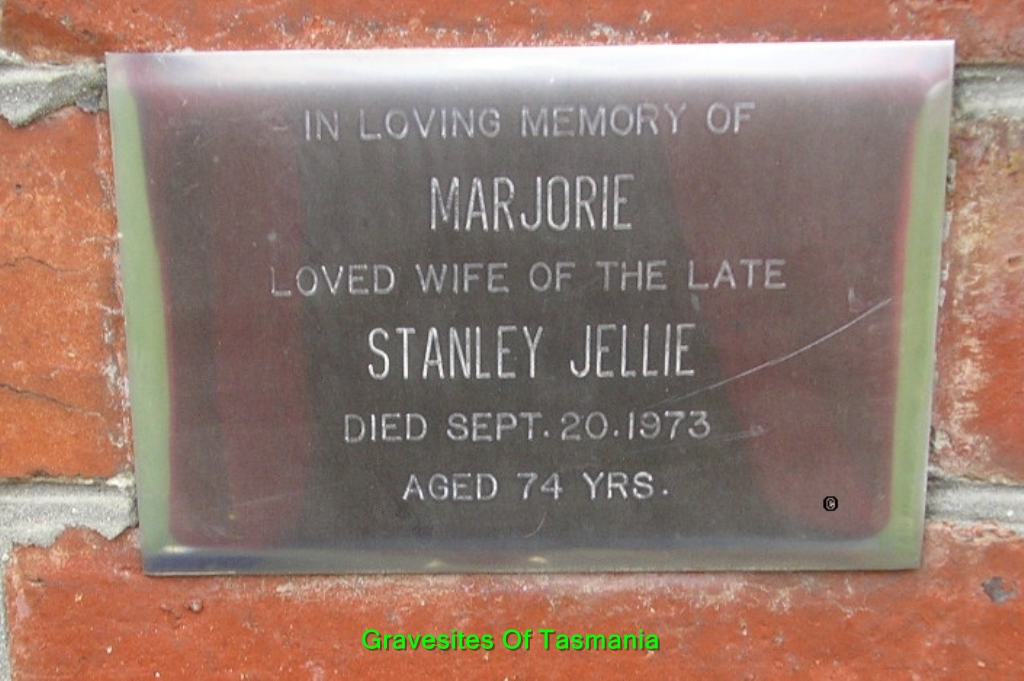 IN LOVING MEMORY OF
MARJORIE
LOVED WIFE OF THE LATE
STANLEY JELLIE
DIED SEPT. 20. 1973
AGED 74 YRS.
©
Gravesites Of Tasmania